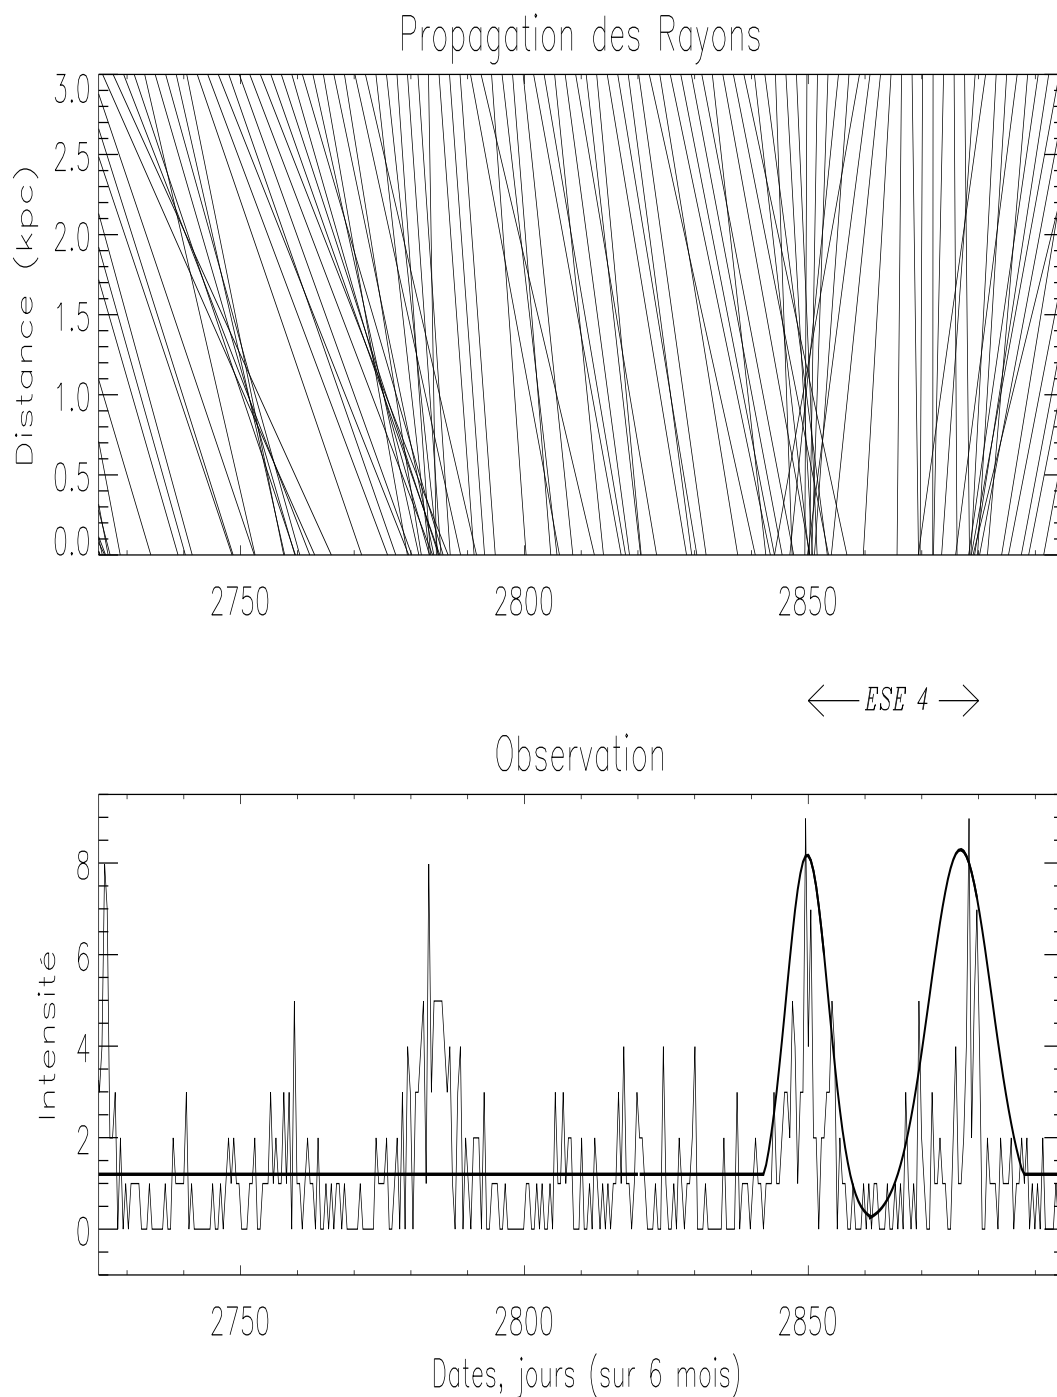 Propagation des Rayons
Distance (kpc)
3.0
2.5
2.0
1.5
1.0
0.5
0.0
2750 2800 2850
ESE 4
Observation
Intensité
8
6
4
2
0
2750 2800 2850
Dates, jours (sur 6 mois)